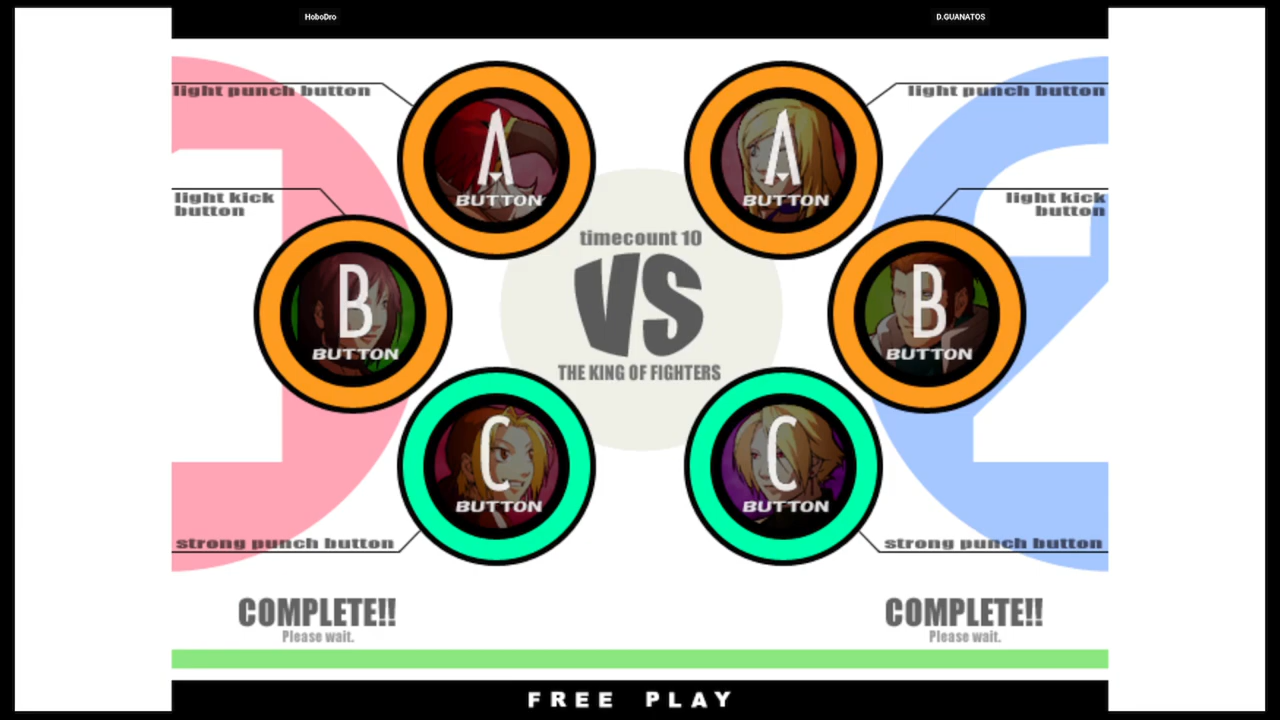 HoboDro
D.GUANATOS
light punch button
light punch button
A
BUTTON
A
BUTTON
light kick
button
light kick
button
timecount 10
VS
THE KING OF FIGHTERS
B
BUTTON
B
BUTTON
C
BUTTON
C
BUTTON
strong punch button
strong punch button
COMPLETE!!
Please wait.
COMPLETE!!
Please wait.
FREE PLAY